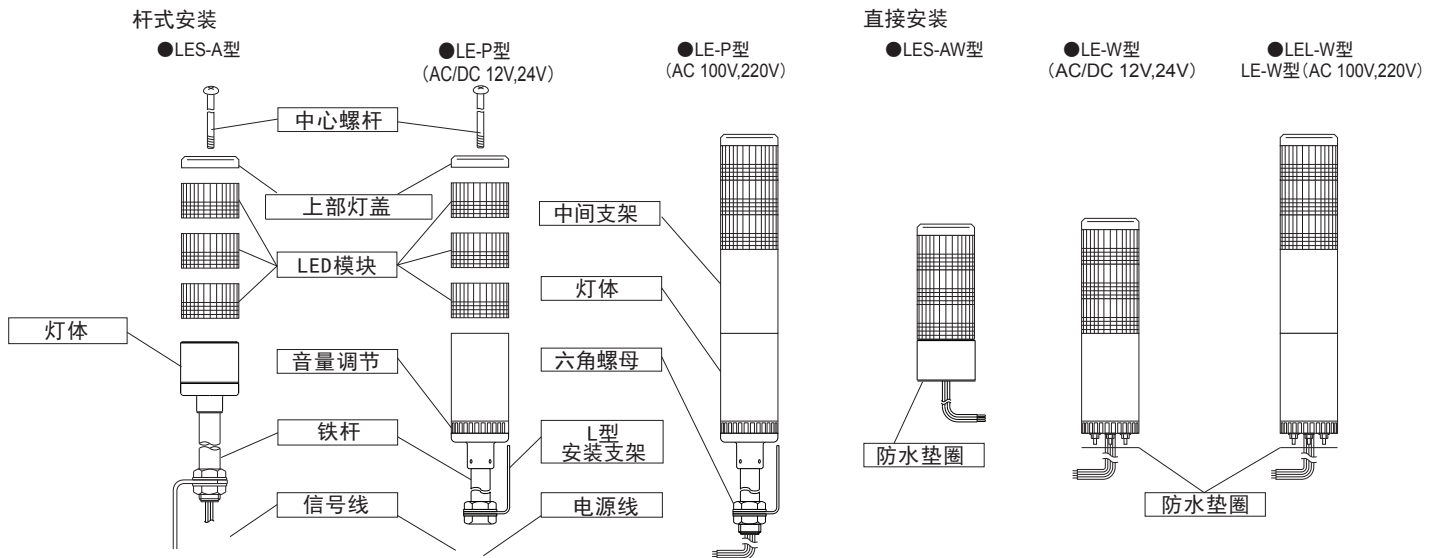 杆式安装
直接安装
●LES-A型
●LE-P型
(AC/DC 12V,24V)
●LE-P型
(AC 100V,220V)
●LES-AW型
●LE-W型
(AC/DC 12V,24V)
●LEL-W型
LE-W型(AC 100V,220V)
中心螺杆
上部灯盖
中间支架
LED模块
灯体
灯体
音量调节
六角螺母
铁杆
L型
安装支架
防水垫圈
信号线
电源线
防水垫圈